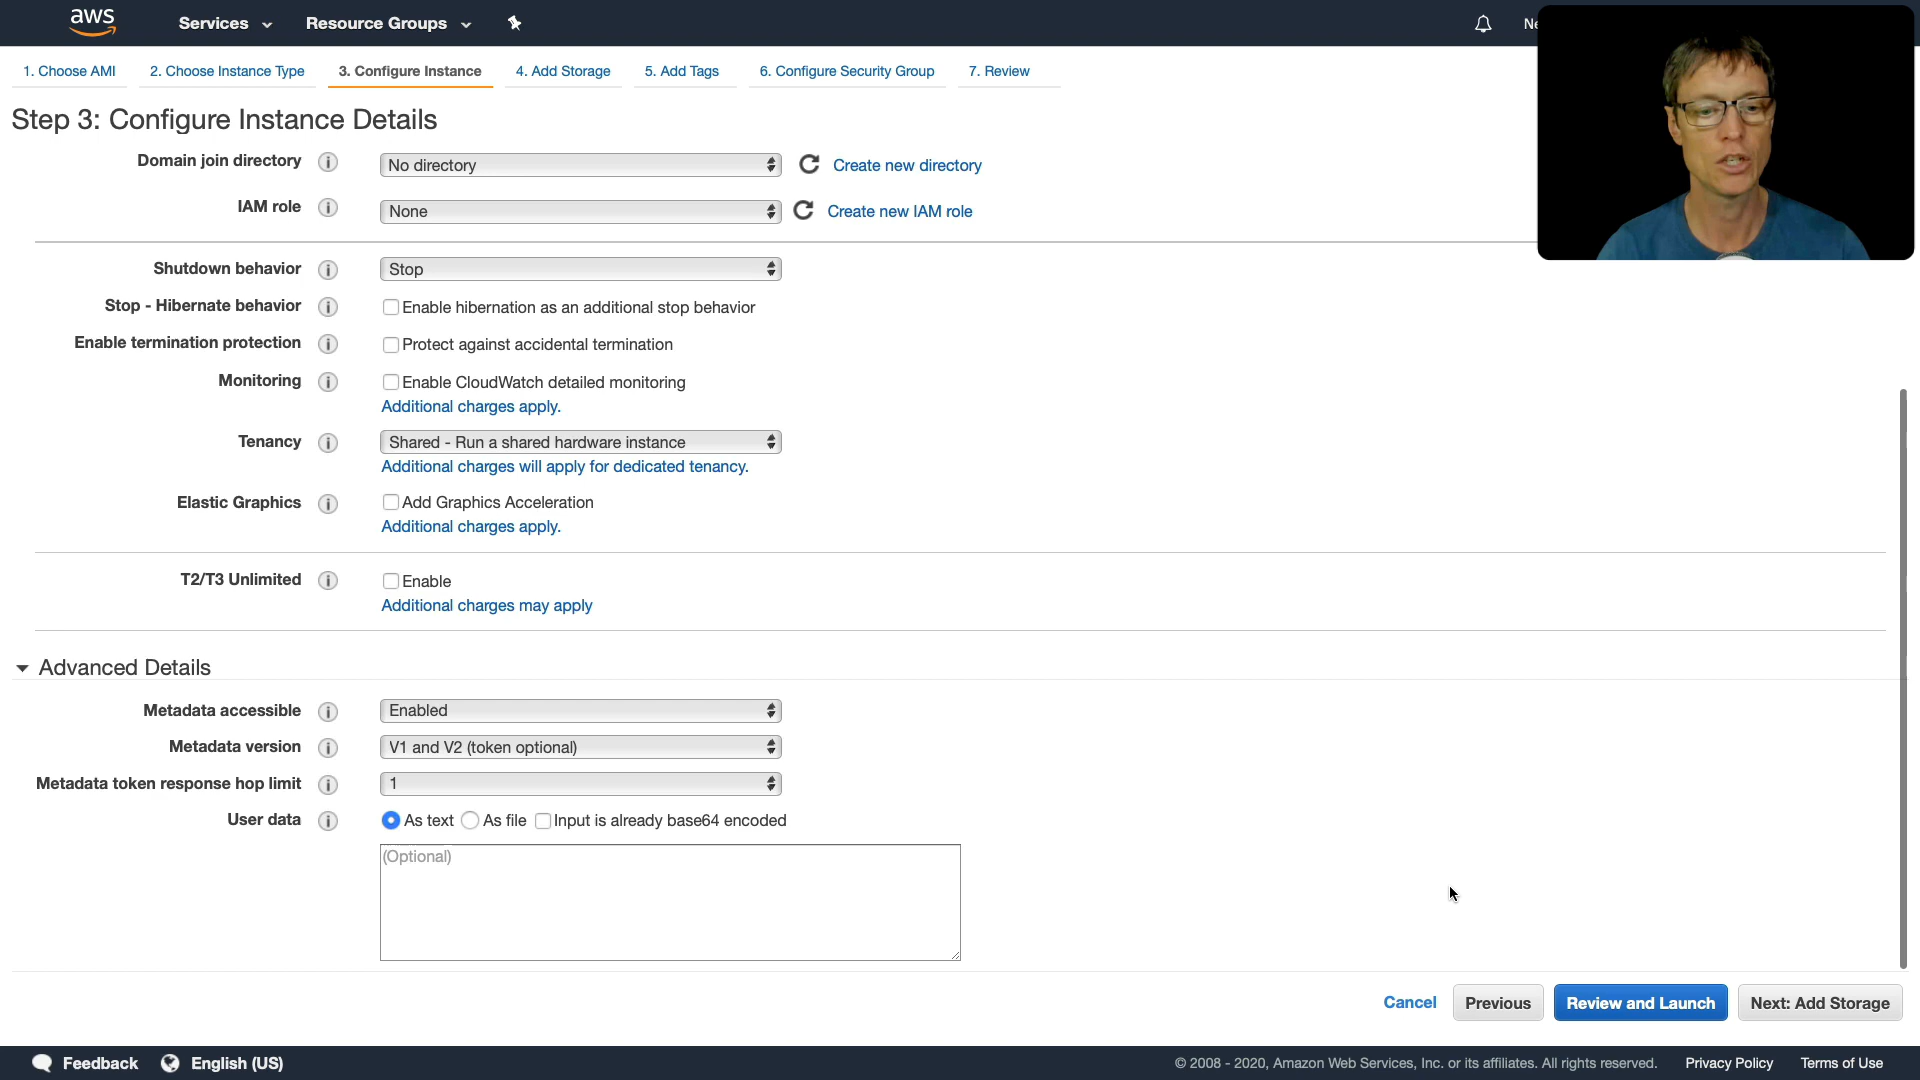 aws Services Resource Groups
1. Choose AMI 2. Choose Instance Type 3. Configure Instance 4. Add Storage 5. Add Tags 6. Configure Security Group 7. Review
Step 3: Configure Instance Details
Domain join directory i No directory Create new directory
IAM role i None Create new IAM role
Shutdown behavior i Stop
Stop - Hibernate behavior i Enable hibernation as an additional stop behavior
Enable termination protection i Protect against accidental termination
Monitoring i Enable CloudWatch detailed monitoring
Additional charges apply.
Tenancy i Shared - Run a shared hardware instance
Additional charges will apply for dedicated tenancy.
Elastic Graphics i Add Graphics Acceleration
Additional charges apply.
T2/T3 Unlimited i Enable
Additional charges may apply
Advanced Details
Metadata accessible i Enabled
Metadata version i V1 and V2 (token optional)
Metadata token response hop limit i 1
User data i As text As file Input is already base64 encoded
(Optional)
Cancel Previous Review and Launch Next: Add Storage
Feedback English (US) © 2008 - 2020, Amazon Web Services, Inc. or its affiliates. All rights reserved. Privacy Policy Terms of Use